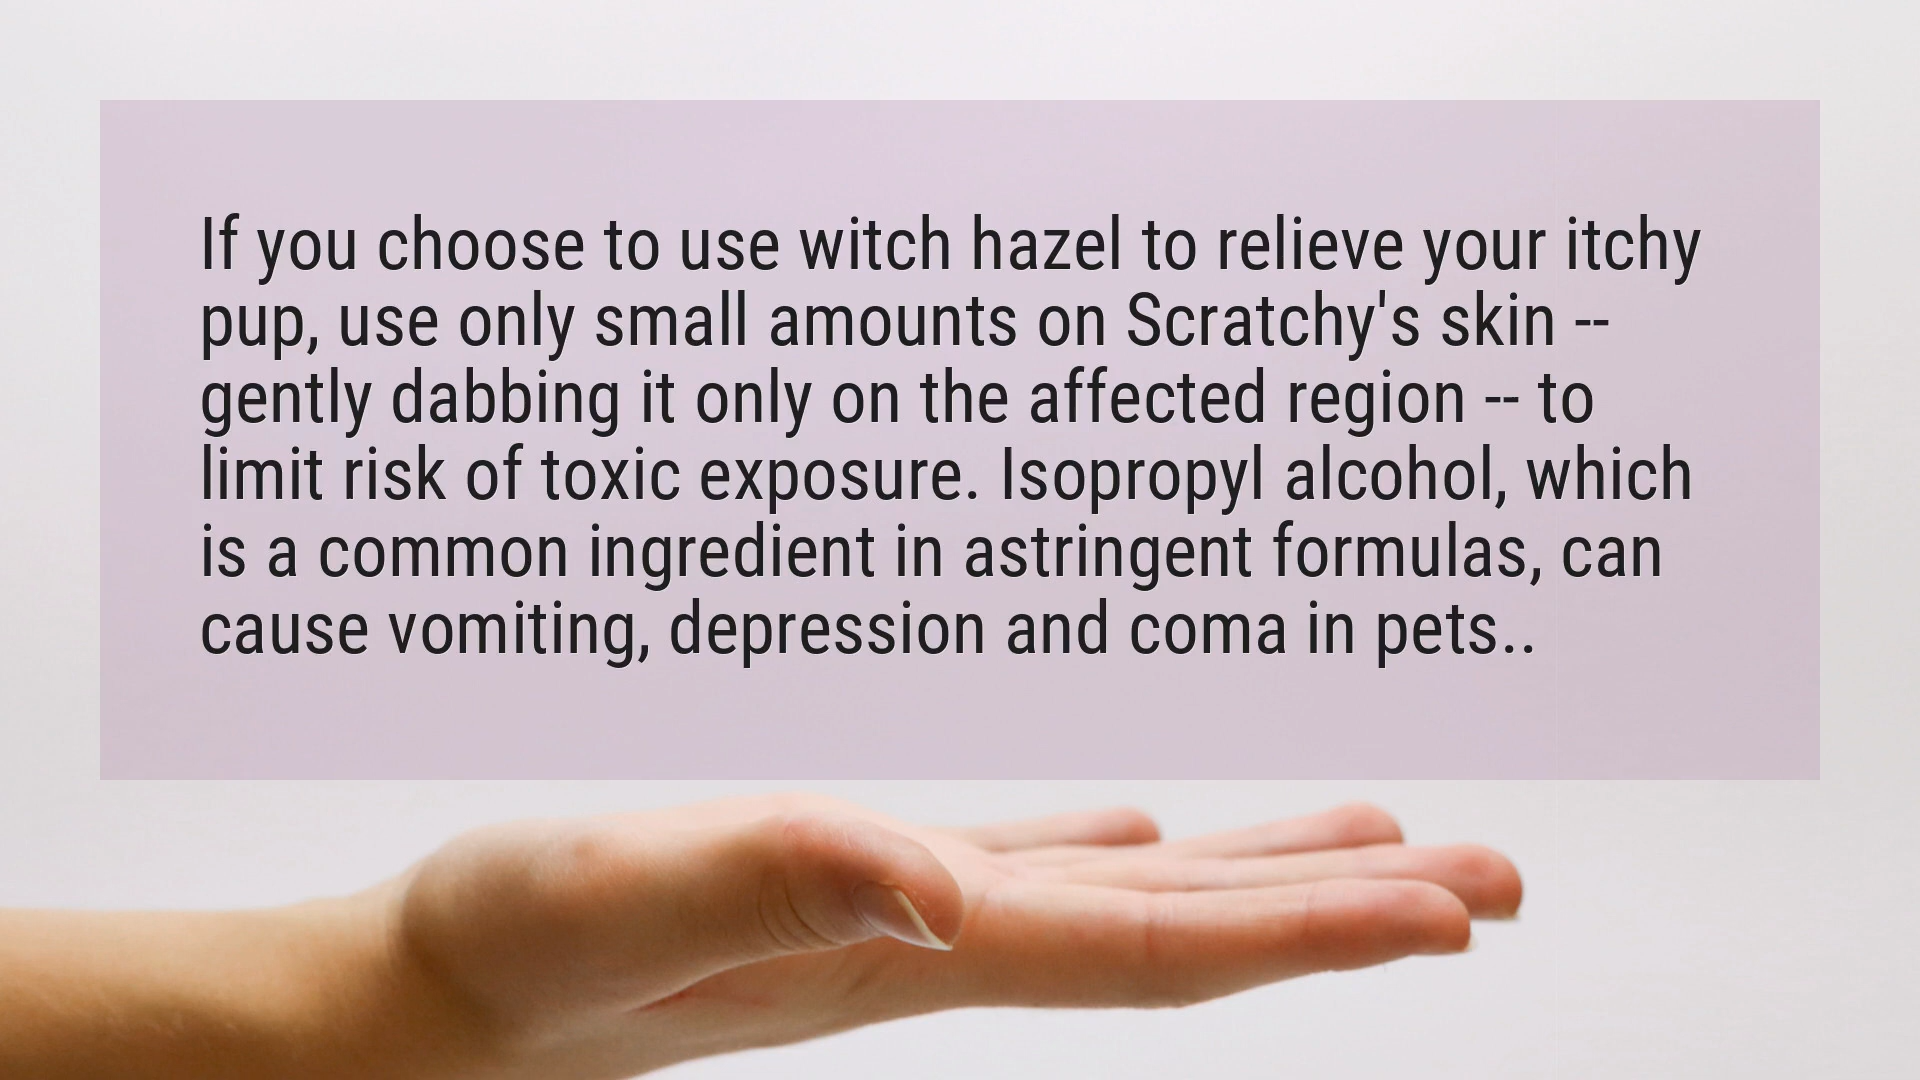 If you choose to use witch hazel to relieve your itchy
pup, use only small amounts on Scratchy's skin --
gently dabbing it only on the affected region -- to
limit risk of toxic exposure. Isopropyl alcohol, which
is a common ingredient in astringent formulas, can
cause vomiting, depression and coma in pets..